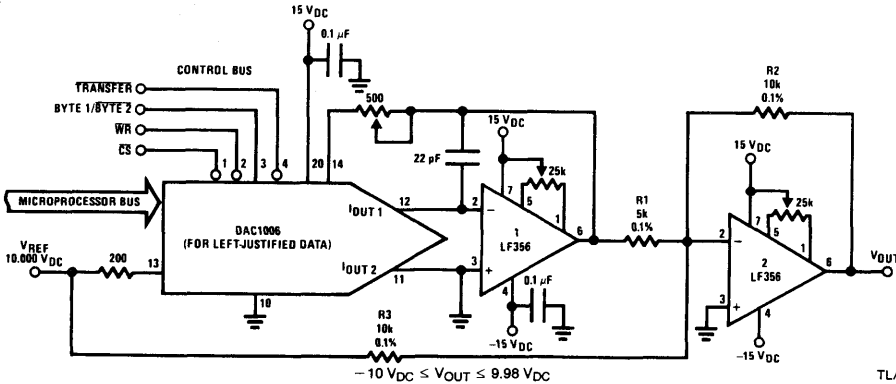 15 VDC
0.1 µF
CONTROL BUS
TRANSFER
BYTE 1/BYTE 2
WR
CS
1 2 3 4 20 14
500
22 pF
15 VDC
25k
7
5
1
2
3
6
4
1
LF356
0.1 µF
−15 VDC
R1
5k
0.1%
R2
10k
0.1%
15 VDC
25k
7
5
1
2
3
6
4
2
LF356
−15 VDC
VOUT
MICROPROCESSOR BUS
DAC1006
(FOR LEFT-JUSTIFIED DATA)
IOUT 1
12
IOUT 2
11
VREF
10.000 VDC
200
13
10
R3
10k
0.1%
−10 VDC ≤ VOUT ≤ 9.98 VDC